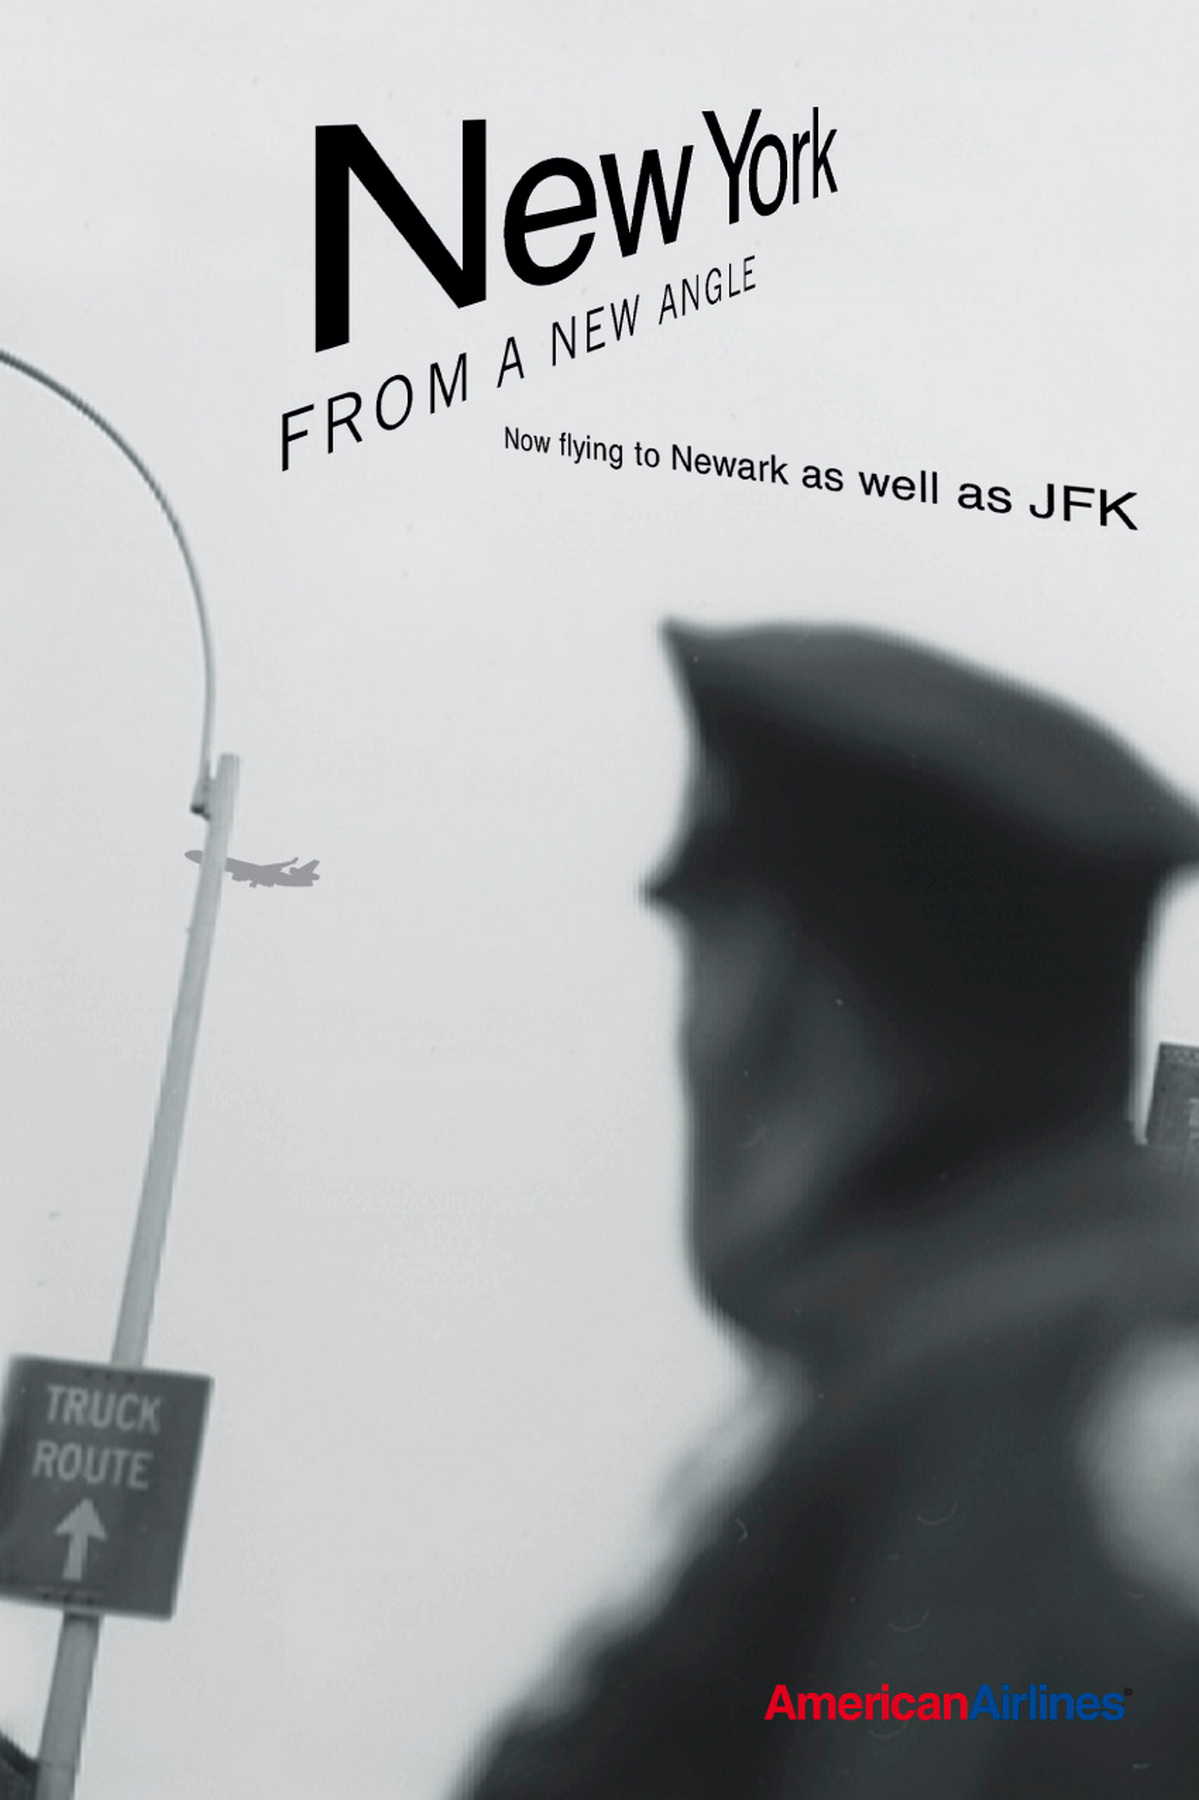 New York
FROM A NEW ANGLE
Now flying to Newark as well as JFK
TRUCK
ROUTE
AmericanAirlines®